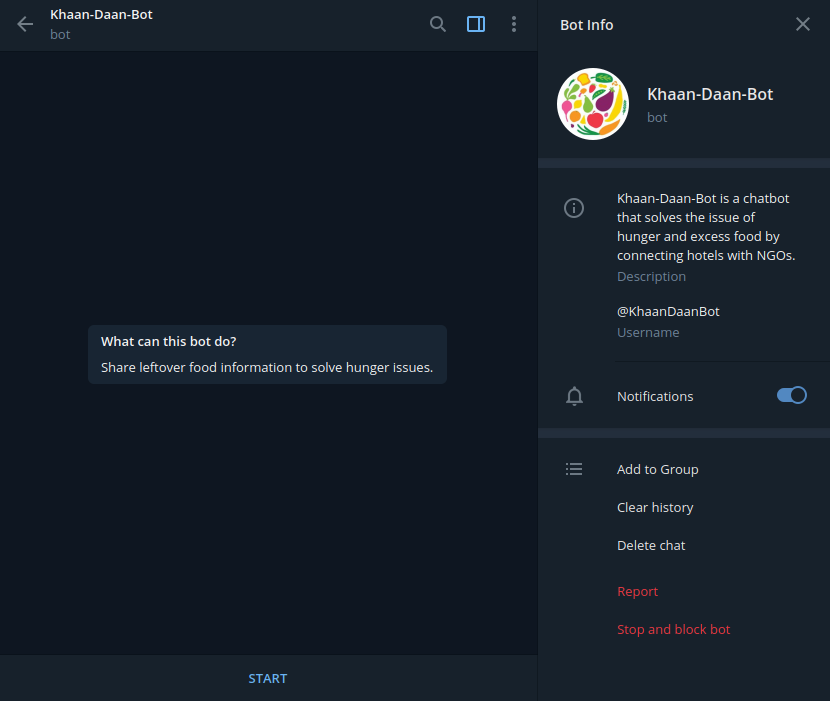 Khaan-Daan-Bot
bot
What can this bot do?
Share leftover food information to solve hunger issues.
START
Bot Info
Khaan-Daan-Bot
bot
Khaan-Daan-Bot is a chatbot
that solves the issue of
hunger and excess food by
connecting hotels with NGOs.
Description
@KhaanDaanBot
Username
Notifications
Add to Group
Clear history
Delete chat
Report
Stop and block bot